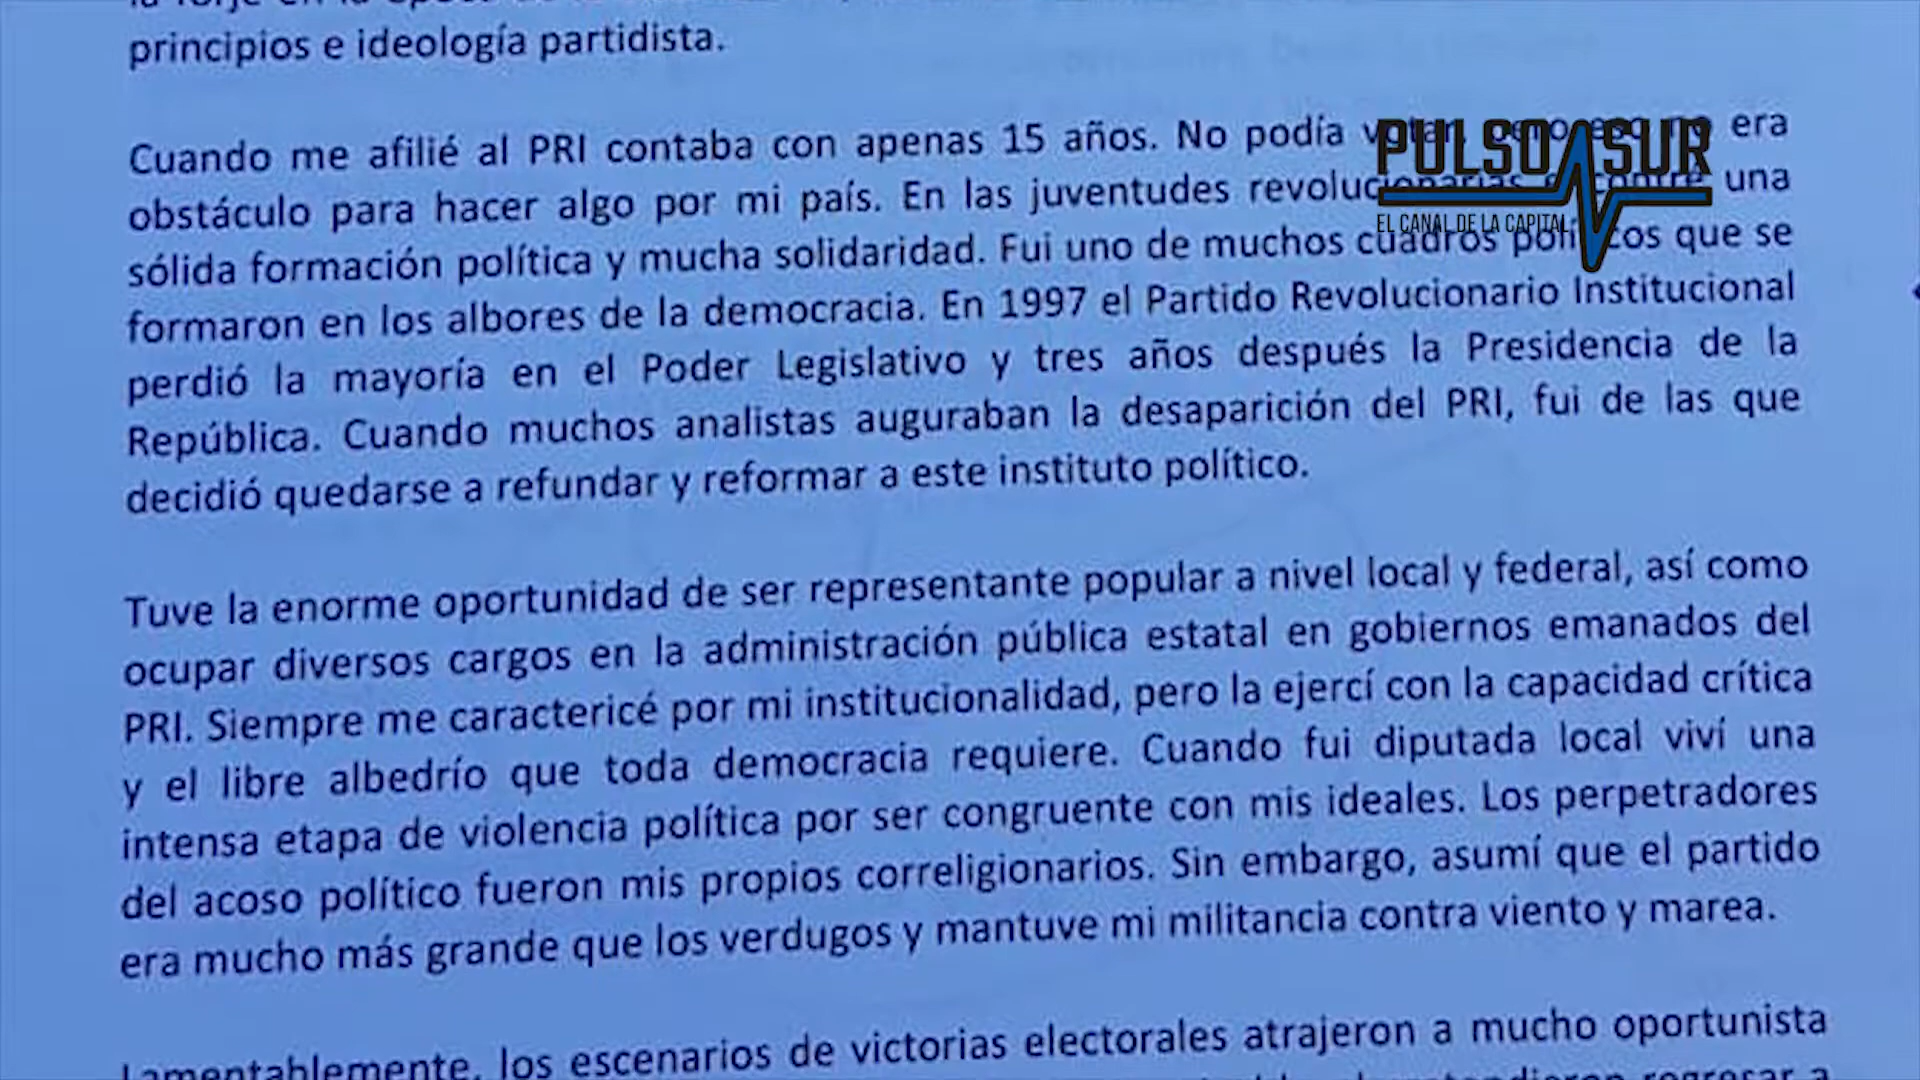 principios e ideología partidista.
Cuando me afilié al PRI contaba con apenas 15 años. No podía votar, pero eso no era
obstáculo para hacer algo por mi país. En las juventudes revolucionarias encontré una
sólida formación política y mucha solidaridad. Fui uno de muchos cuadros políticos que se
formaron en los albores de la democracia. En 1997 el Partido Revolucionario Institucional
perdió la mayoría en el Poder Legislativo y tres años después la Presidencia de la
República. Cuando muchos analistas auguraban la desaparición del PRI, fui de las que
decidió quedarse a refundar y reformar a este instituto político.
Tuve la enorme oportunidad de ser representante popular a nivel local y federal, así como
ocupar diversos cargos en la administración pública estatal en gobiernos emanados del
PRI. Siempre me cartericé por mi institucionalidad, pero la ejercí con la capacidad crítica
y el libre albedrío que toda democracia requiere. Cuando fui diputada local viví una
intensa etapa de violencia política por ser congruente con mis ideales. Los perpetradores
del acoso político fueron mis propios correligionarios. Sin embargo, asumí que el partido
era mucho más grande que los verdugos y mantuve mi militancia contra viento y marea.
Lamentablemente, los escenarios de victorias electorales atrajeron a mucho oportunista
regresar a
PULSO SUR
EL CANAL DE LA CAPITAL